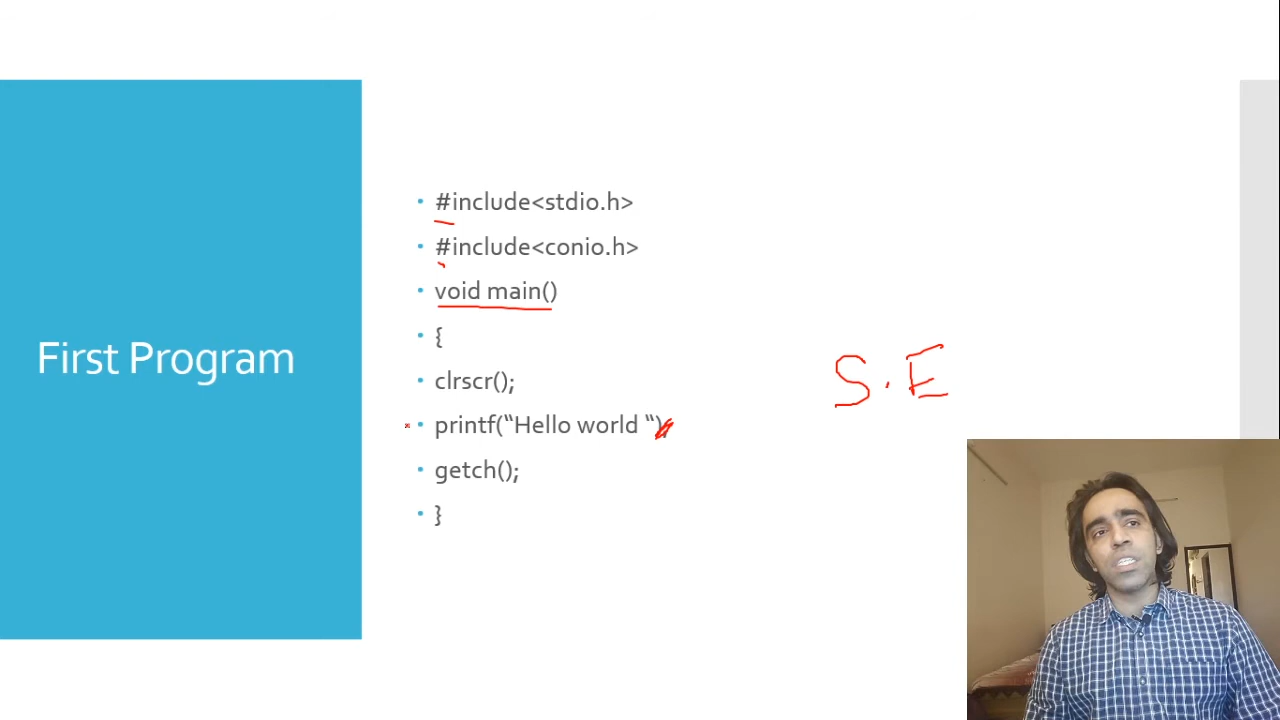 First Program
#include<stdio.h>
#include<conio.h>
void main()
{
clrscr();
printf(“Hello world “);
getch();
}
S.E